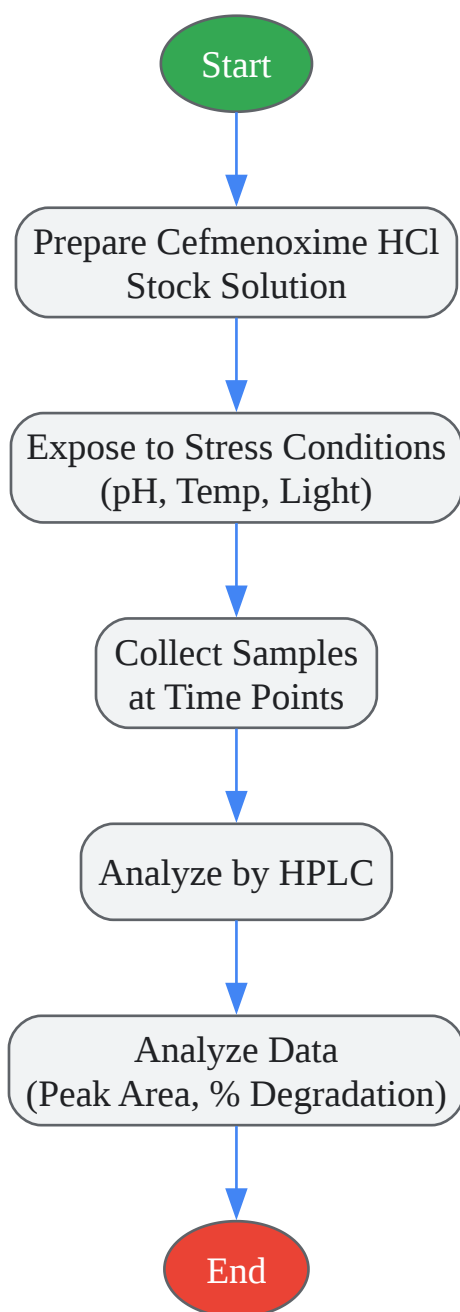 Start
Prepare Cefmenoxime HCl
Stock Solution
Expose to Stress Conditions
(pH, Temp, Light)
Collect Samples
at Time Points
Analyze by HPLC
Analyze Data
(Peak Area, % Degradation)
End